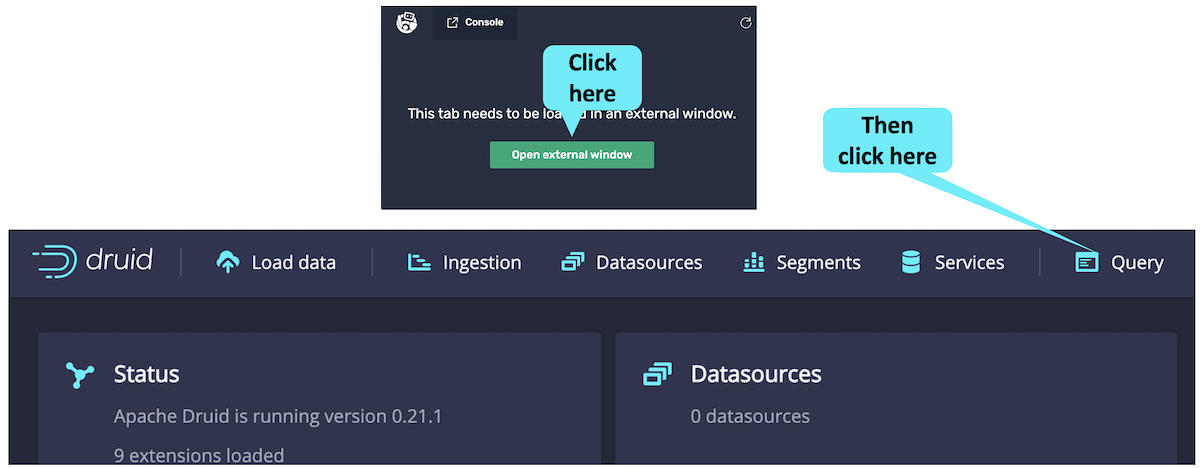 Console
Click
here
This tab needs to be loa d in an external window.
Open external window
Then
click here
druid
Load data
Ingestion
Datasources
Segments
Services
Query
Status
Apache Druid is running version 0.21.1
9 extensions loaded
Datasources
0 datasources